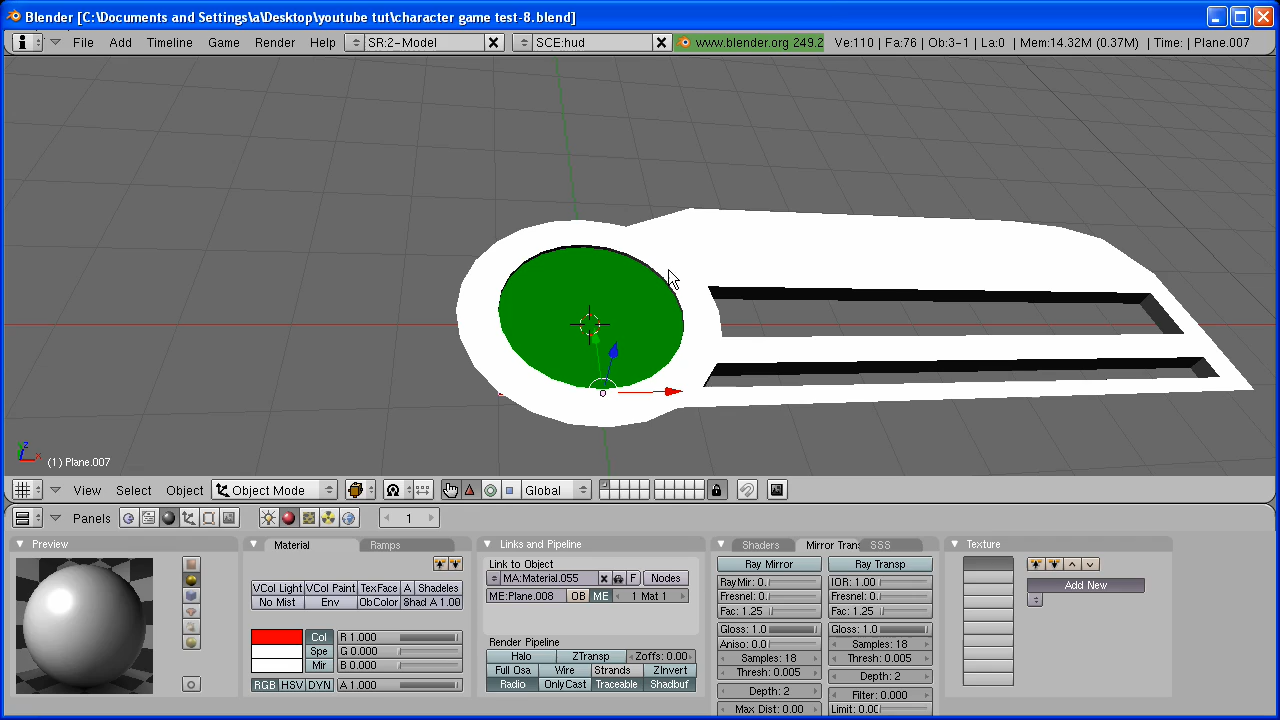 Blender [C:\Documents and Settings\a\Desktop\youtube tut\character game test-8.blend]
File Add Timeline Game Render Help SR:2-Model SCE:hud www.blender.org 249.2 Ve:110 | Fa:76 | Ob:3-1 | La:0 | Mem:14.32M (0.37M) | Time: | Plane.007
z
x
(1) Plane.007
View Select Object Object Mode Global
Panels 1
Preview
Material Ramps
VCol Light VCol Paint TexFace A Shadeles
No Mist Env ObColor Shad A 1.00
Col R 1.000
Spe G 0.000
Mir B 0.000
RGB HSV DYN A 1.000
Links and Pipeline
Link to Object
MA:Material.055 F Nodes
ME:Plane.008 OB ME 1 Mat 1
Render Pipeline
Halo ZTransp Zoffs: 0.00
Full Osa Wire Strands ZInvert
Radio OnlyCast Traceable Shadbuf
Shaders Mirror Trans SSS
Ray Mirror Ray Transp
RayMir: 0. IOR: 1.00
Fresnel: 0. Fresnel: 0.
Fac: 1.25 Fac: 1.25
Gloss: 1.0 Gloss: 1.0
Aniso: 0.0 Samples: 18
Samples: 18 Thresh: 0.005
Thresh: 0.005 Depth: 2
Depth: 2 Filter: 0.000
Max Dist: 0.00 Limit: 0.00
Texture
Add New